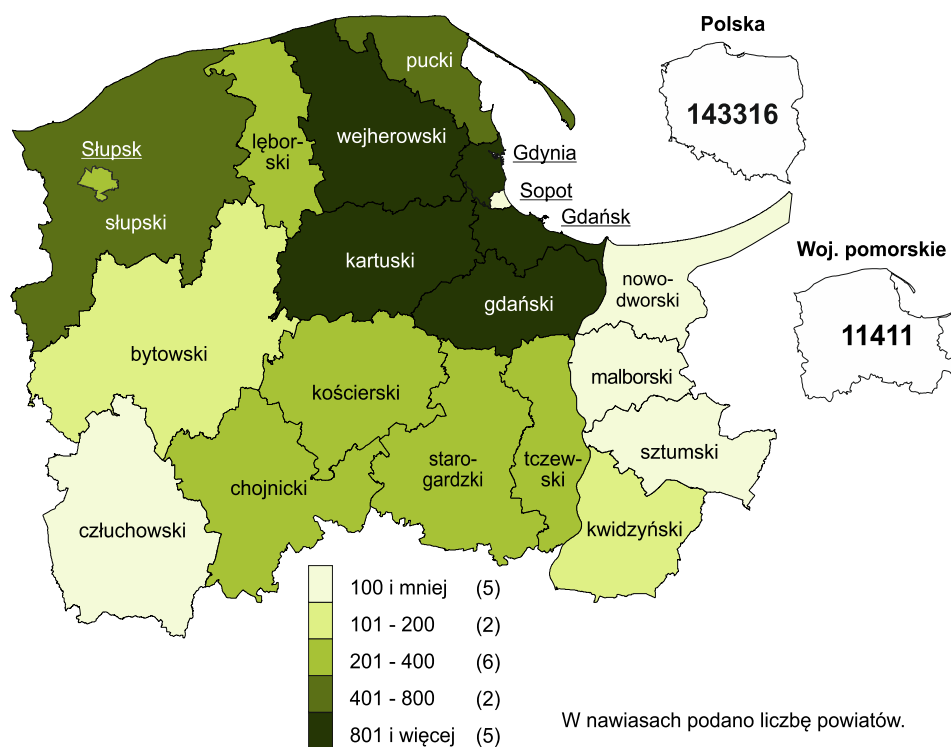 Polska
143316
pucki
wejherowski
lębor-
ski
Słupsk
Gdynia
Sopot
Gdańsk
słupski
kartuski
gdański
nowo-
dworski
Woj. pomorskie
11411
bytowski
kościerski
malborski
sztumski
staro-
gardzki
tczew-
ski
chojnicki
człuchowski
kwidzyński
100 i mniej (5)
101 - 200 (2)
201 - 400 (6)
401 - 800 (2)
801 i więcej (5)
W nawiasach podano liczbę powiatów.